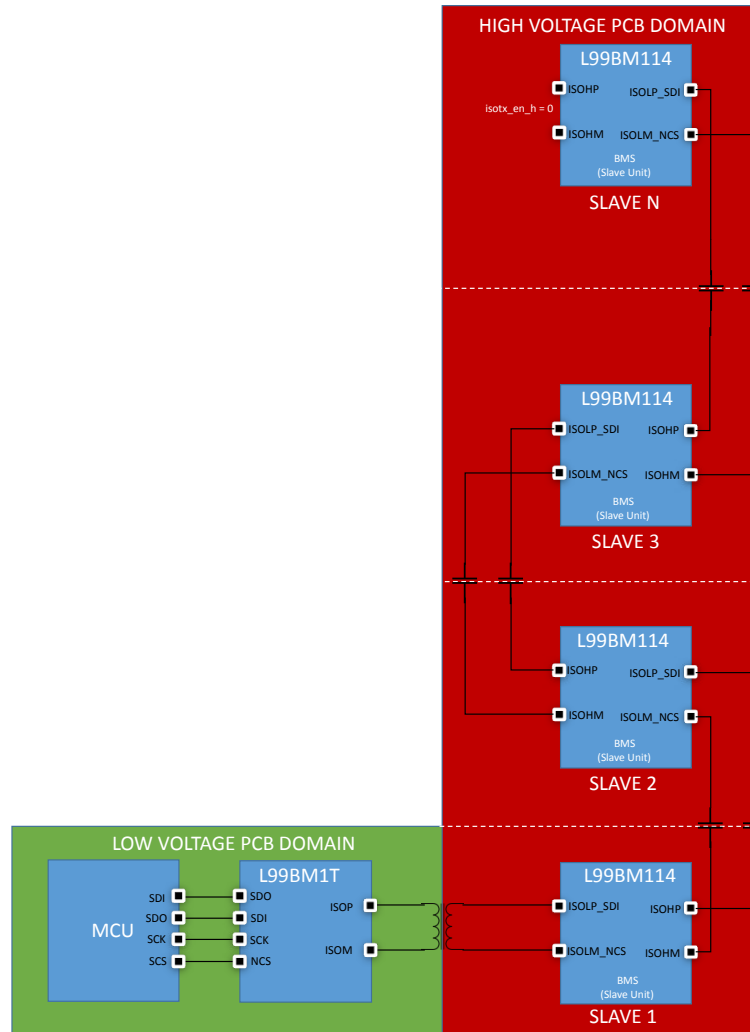 HIGH VOLTAGE PCB DOMAIN
L99BM114
ISOHP
ISOLP_SDI
isotx_en_h = 0
ISOHM
ISOLM_NCS
BMS
(Slave Unit)
SLAVE N
L99BM114
ISOLP_SDI
ISOHP
ISOLM_NCS
ISOHM
BMS
(Slave Unit)
SLAVE 3
L99BM114
ISOHP
ISOLP_SDI
ISOHM
ISOLM_NCS
BMS
(Slave Unit)
SLAVE 2
LOW VOLTAGE PCB DOMAIN
MCU
SDI
SDO
SCK
SCS
L99BM1T
SDO
SDI
SCK
NCS
ISOP
ISOM
L99BM114
ISOLP_SDI
ISOHP
ISOLM_NCS
ISOHM
BMS
(Slave Unit)
SLAVE 1